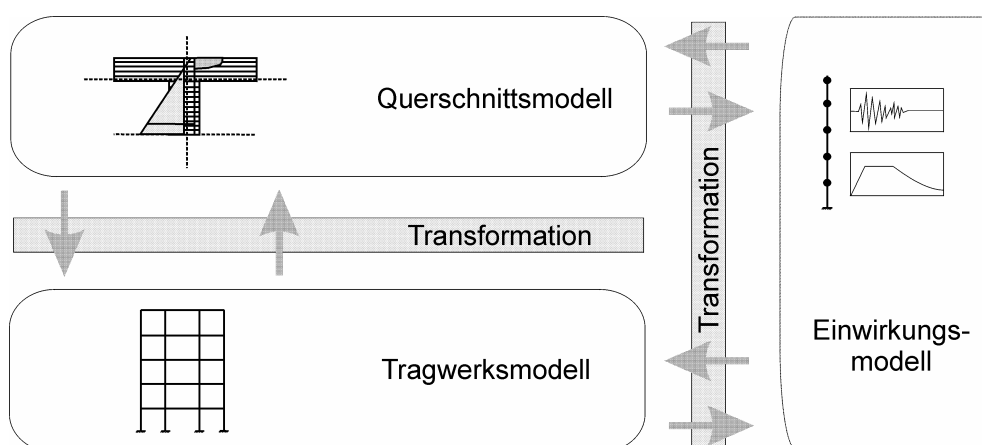 Querschnittsmodell
Transformation
Tragwerksmodell
Transformation
Einwirkungs-
modell